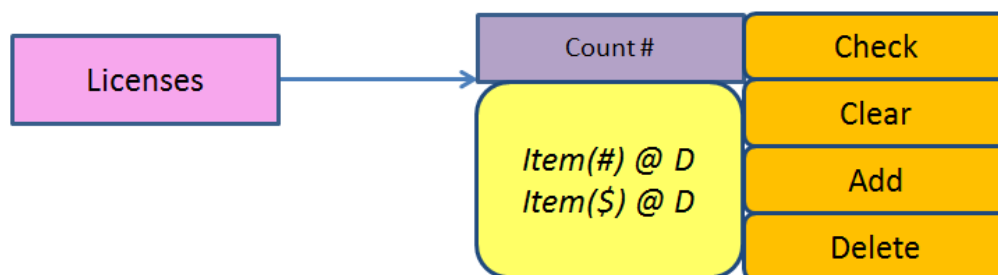 Licenses
Count #
Item(#) @ D
Item($) @ D
Check
Clear
Add
Delete